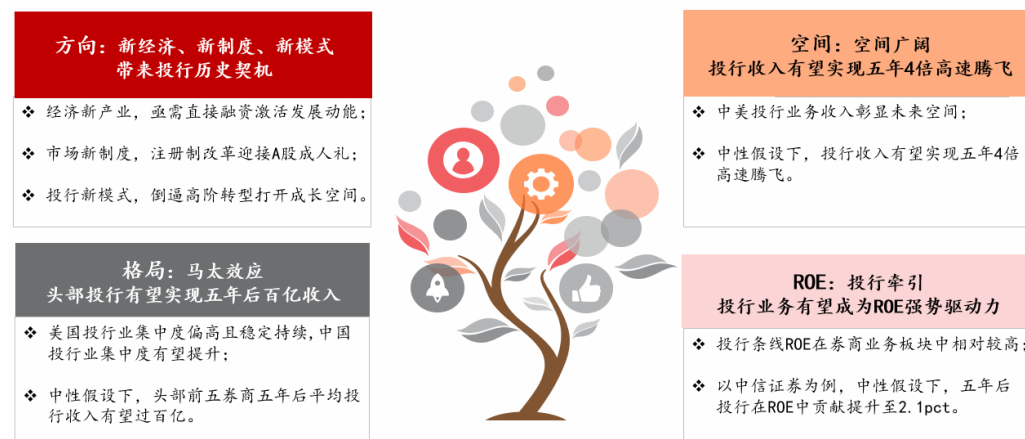 方向：新经济、新制度、新模式
带来投行历史契机
❖ 经济新产业，亟需直接融资激活发展动能；
❖ 市场新制度，注册制改革迎接A股成人礼；
❖ 投行新模式，倒逼高阶转型打开成长空间。
空间：空间广阔
投行收入有望实现五年4倍高速腾飞
❖ 中美投行业务收入彰显未来空间；
❖ 中性假设下，投行收入有望实现五年4倍
高速腾飞。
格局：马太效应
头部投行有望实现五年后百亿收入
❖ 美国投行业集中度偏高且稳定持续,中国
投行业集中度有望提升；
❖ 中性假设下，头部前五券商五年后平均投
行收入有望过百亿。
ROE：投行牵引
投行业务有望成为ROE强势驱动力
❖ 投行条线ROE在券商业务板块中相对较高；
❖ 以中信证券为例，中性假设下，五年后
投行在ROE中贡献提升至2.1pct。